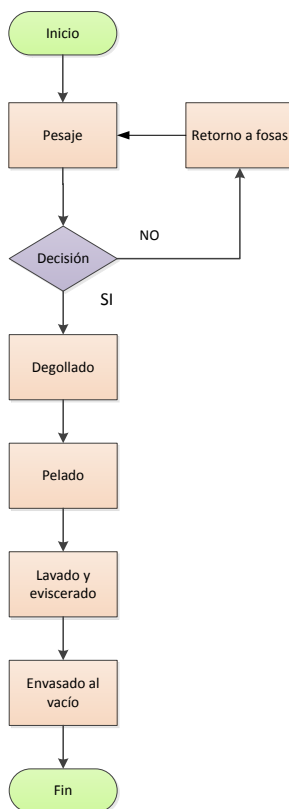 Inicio
Pesaje
Retorno a fosas
NO
Decisión
SI
Degollado
Pelado
Lavado y
eviscerado
Envasado al
vacío
Fin